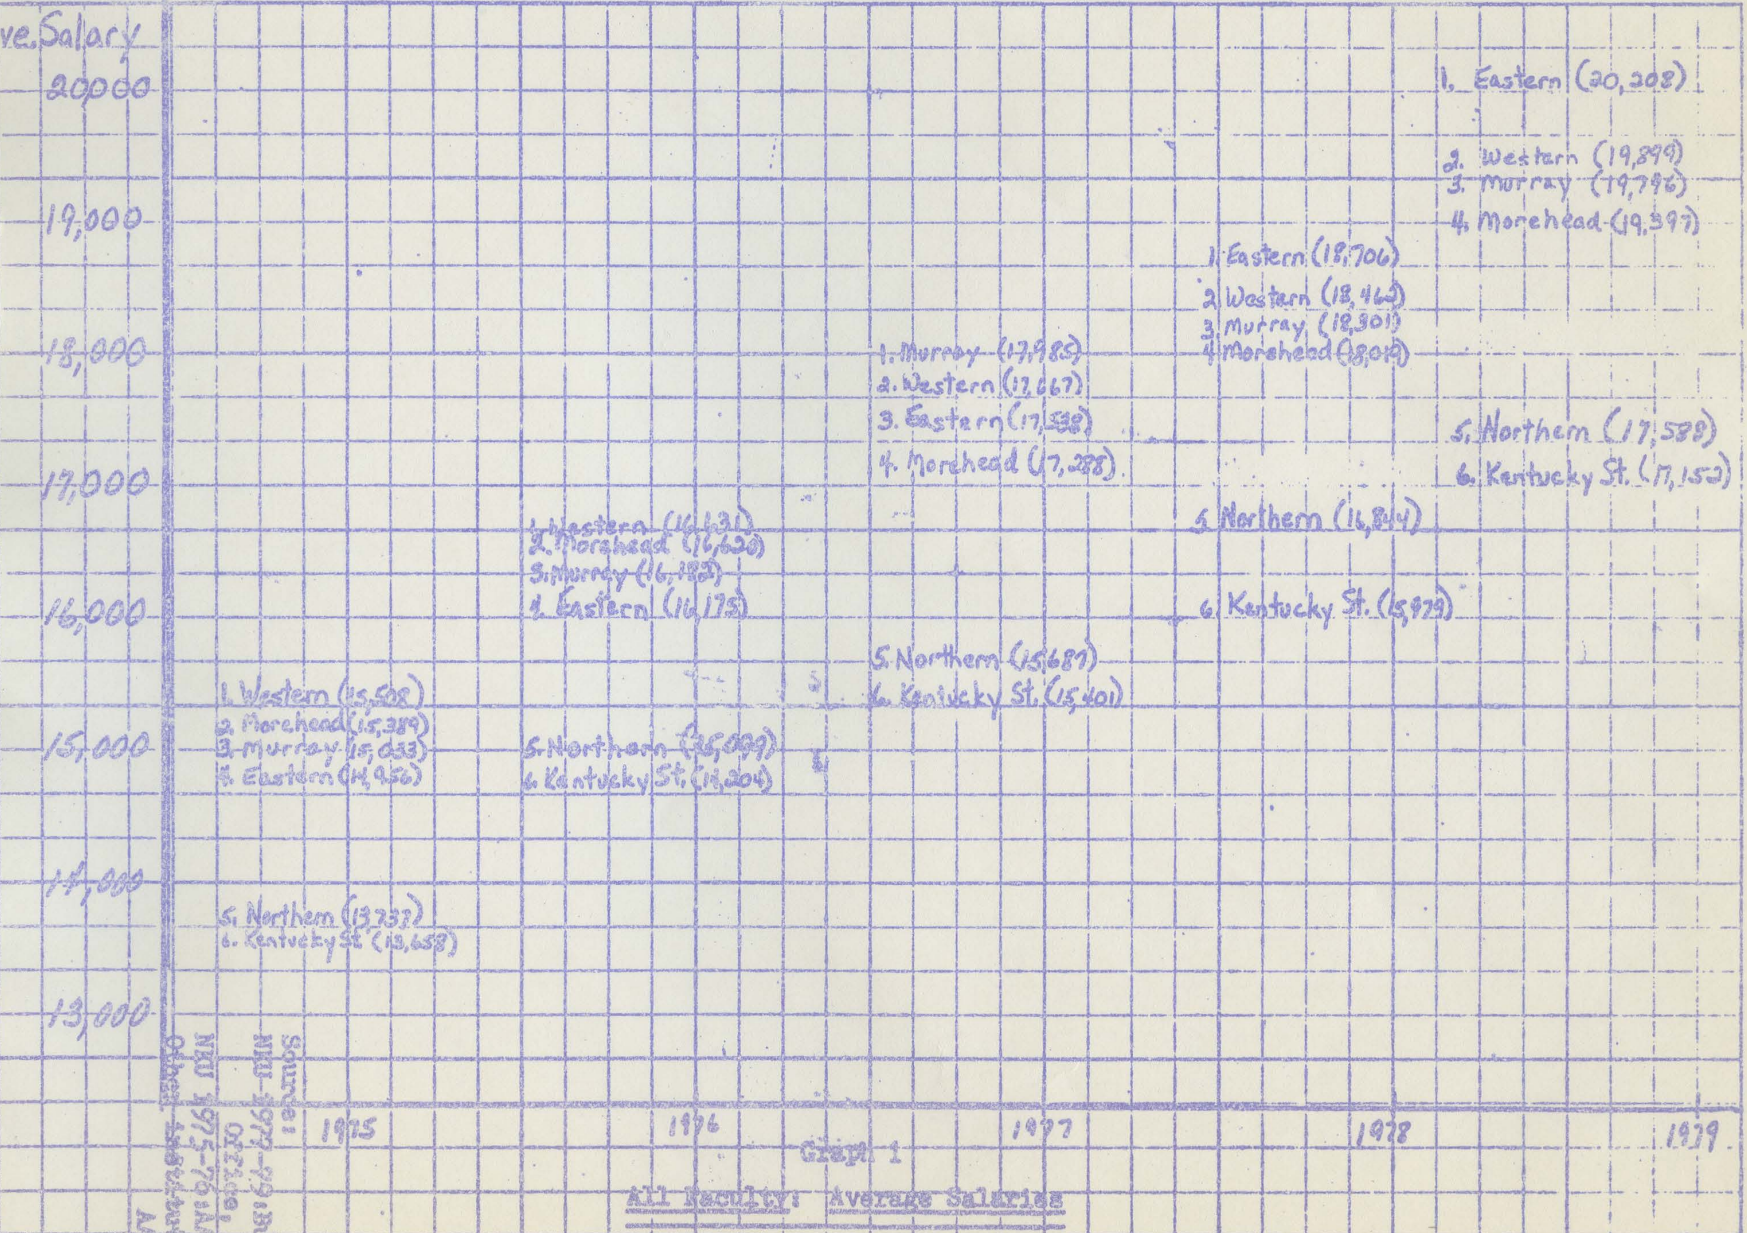 ve. Salary
20,000
19,000
18,000
17,000
16,000
15,000
14,000
13,000
1. Western (15,508)
2. Morehead (15,389)
3. Murray (15,033)
4. Eastern (14,956)
5. Northern (13,737)
6. Kentucky St. (13,658)
1. Western (16,631)
2. Morehead (16,620)
3. Murray (16,182)
4. Eastern (16,175)
5. Northern (15,099)
6. Kentucky St. (14,204)
1. Murray (17,985)
2. Western (17,667)
3. Eastern (17,538)
4. Morehead (17,288)
5. Northern (15,687)
6. Kentucky St. (15,401)
1. Eastern (18,706)
2. Western (18,462)
3. Murray (18,301)
4. Morehead (18,019)
5. Northern (16,844)
6. Kentucky St. (15,979)
1. Eastern (20,208)
2. Western (19,899)
3. Murray (19,796)
4. Morehead (19,397)
5. Northern (17,588)
6. Kentucky St. (17,152)
1975
1976
1977
1978
1979
Graph 1
All Faculty: Average Salaries
Source:
NKU 1977-79:
Office,
NKU 1975-76:
Other